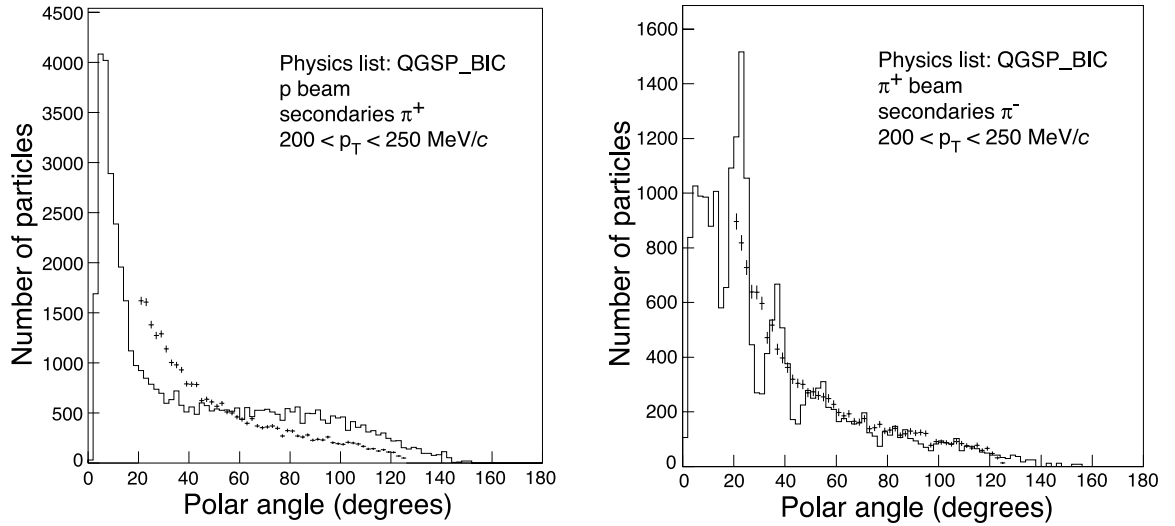 4500
4000
3500
3000
2500
2000
1500
1000
500
0
0 20 40 60 80 100 120 140 160 180
Number of particles
Polar angle (degrees)
Physics list: QGSP_BIC
p beam
secondaries π+
200 < pT < 250 MeV/c
1600
1400
1200
1000
800
600
400
200
0
0 20 40 60 80 100 120 140 160 180
Number of particles
Polar angle (degrees)
Physics list: QGSP_BIC
π+ beam
secondaries π-
200 < pT < 250 MeV/c